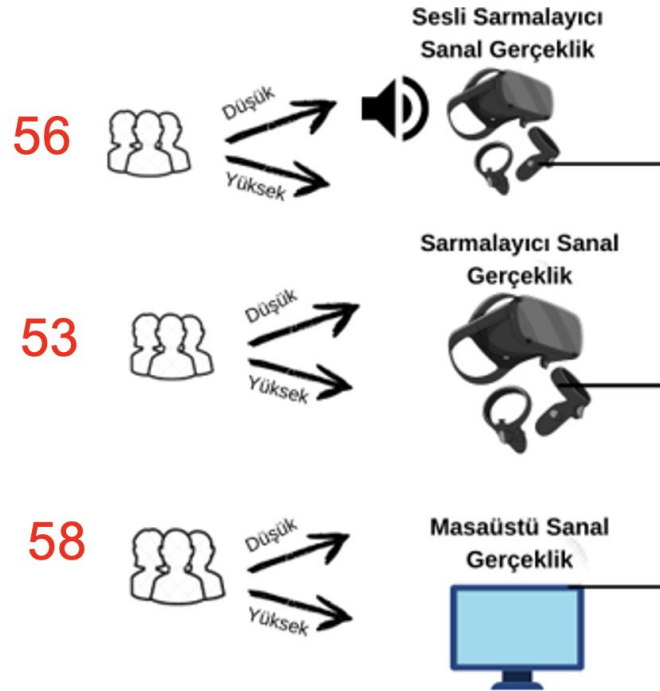 Sesli Sarmalayıcı
Sanal Gerçeklik
56
Düşük
Yüksek
Sarmalayıcı Sanal
Gerçeklik
53
Düşük
Yüksek
Masaüstü Sanal
Gerçeklik
58
Düşük
Yüksek